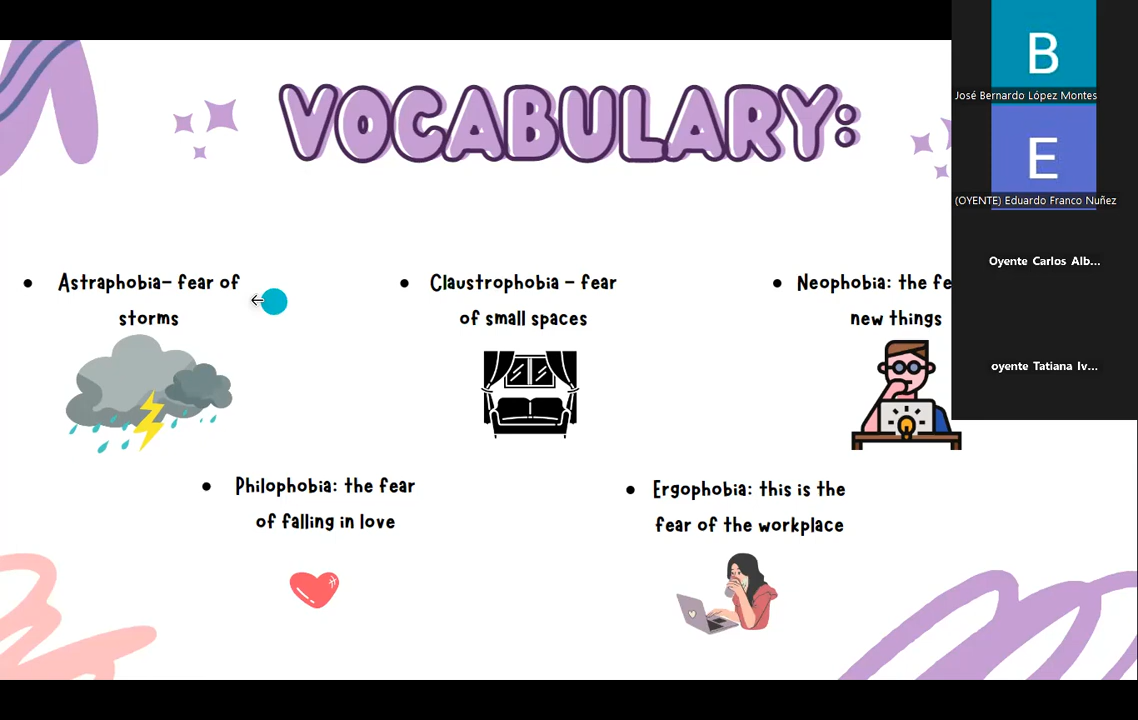 VOCABULARY:
• Astraphobia- fear of
storms
• Claustrophobia - fear
of small spaces
• Neophobia: the fe
new things
• Philophobia: the fear
of falling in love
• Ergophobia: this is the
fear of the workplace
B
José Bernardo López Montes
E
(OYENTE) Eduardo Franco Nuñez
Oyente Carlos Alb...
oyente Tatiana Iv...